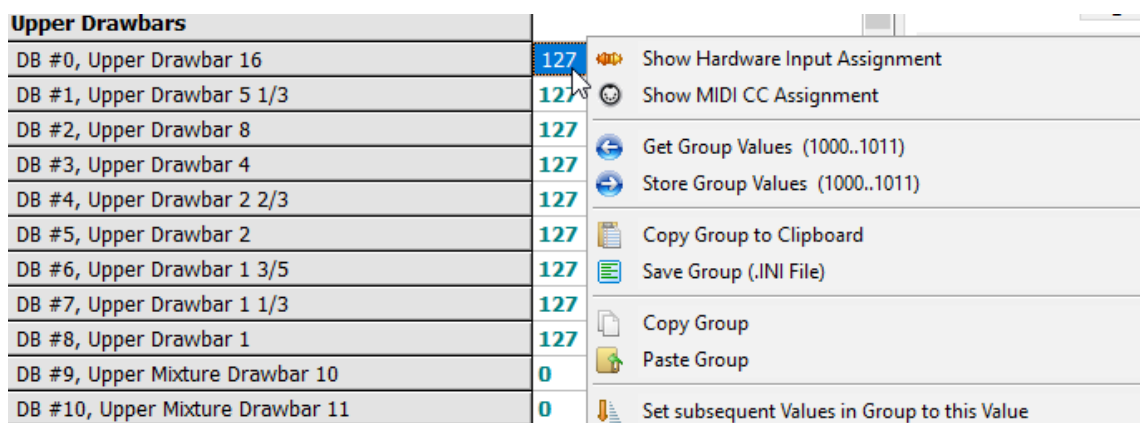 Upper Drawbars
DB #0, Upper Drawbar 16 127
DB #1, Upper Drawbar 5 1/3 127
DB #2, Upper Drawbar 8 127
DB #3, Upper Drawbar 4 127
DB #4, Upper Drawbar 2 2/3 127
DB #5, Upper Drawbar 2 127
DB #6, Upper Drawbar 1 3/5 127
DB #7, Upper Drawbar 1 1/3 127
DB #8, Upper Drawbar 1 127
DB #9, Upper Mixture Drawbar 10 0
DB #10, Upper Mixture Drawbar 11 0
Show Hardware Input Assignment
Show MIDI CC Assignment
Get Group Values (1000..1011)
Store Group Values (1000..1011)
Copy Group to Clipboard
Save Group (.INI File)
Copy Group
Paste Group
Set subsequent Values in Group to this Value